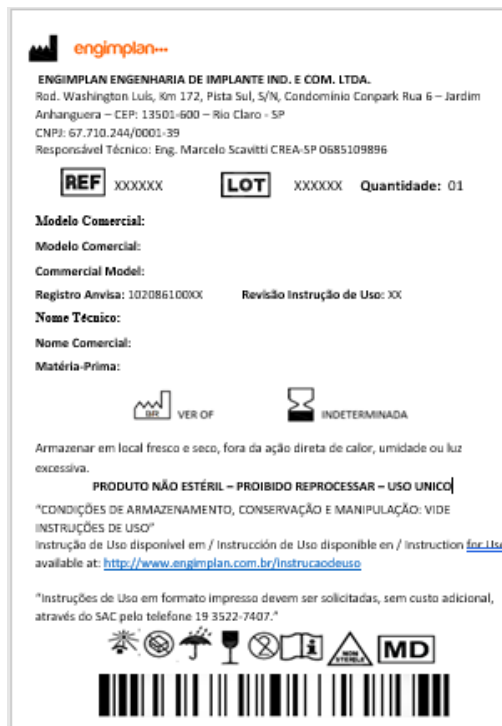 engimplan
ENGIMPLAN ENGENHARIA DE IMPLANTE IND. E COM. LTDA.
Rod. Washington Luís, Km 172, Pista Sul, S/N, Condomínio Conpark Rua 6 – Jardim
Anhanguera – CEP: 13501-600 – Rio Claro - SP
CNPJ: 67.710.244/0001-39
Responsável Técnico: Eng. Marcelo Scavitti CREA-SP 0685109896
REF XXXXXX LOT XXXXXX Quantidade: 01
Modelo Comercial:
Modelo Comercial:
Commercial Model:
Registro Anvisa: 102086100XX Revisão Instrução de Uso: XX
Nome Técnico:
Nome Comercial:
Matéria-Prima:
BR VER OF INDETERMINADA
Armazenar em local fresco e seco, fora da ação direta de calor, umidade ou luz
excessiva.
PRODUTO NÃO ESTÉRIL – PROIBIDO REPROCESSAR – USO UNICO
"CONDIÇÕES DE ARMAZENAMENTO, CONSERVAÇÃO E MANIPULAÇÃO: VIDE
INSTRUÇÕES DE USO"
Instrução de Uso disponível em / Instrucción de Uso disponible en / Instruction for Use
available at: http://www.engimplan.com.br/instrucaodeuso
"Instruções de Uso em formato impresso devem ser solicitadas, sem custo adicional,
através do SAC pelo telefone 19 3522-7407."
NON STERILE MD